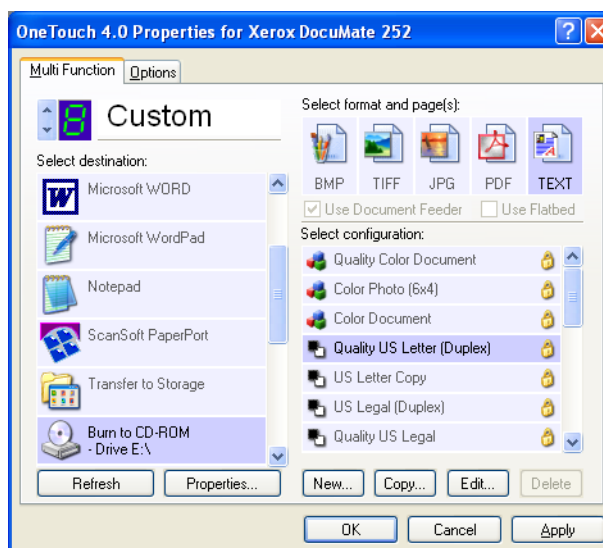 OneTouch 4.0 Properties for Xerox DocuMate 252
Multi Function
Options
8
Custom
Select destination:
Microsoft WORD
Microsoft WordPad
Notepad
ScanSoft PaperPort
Transfer to Storage
Burn to CD-ROM
- Drive E:\
Refresh
Properties...
Select format and page(s):
BMP TIFF JPG PDF TEXT
Use Document Feeder
Use Flatbed
Select configuration:
Quality Color Document
Color Photo (6x4)
Color Document
Quality US Letter (Duplex)
US Letter Copy
US Legal (Duplex)
Quality US Legal
New...
Copy...
Edit...
Delete
OK
Cancel
Apply